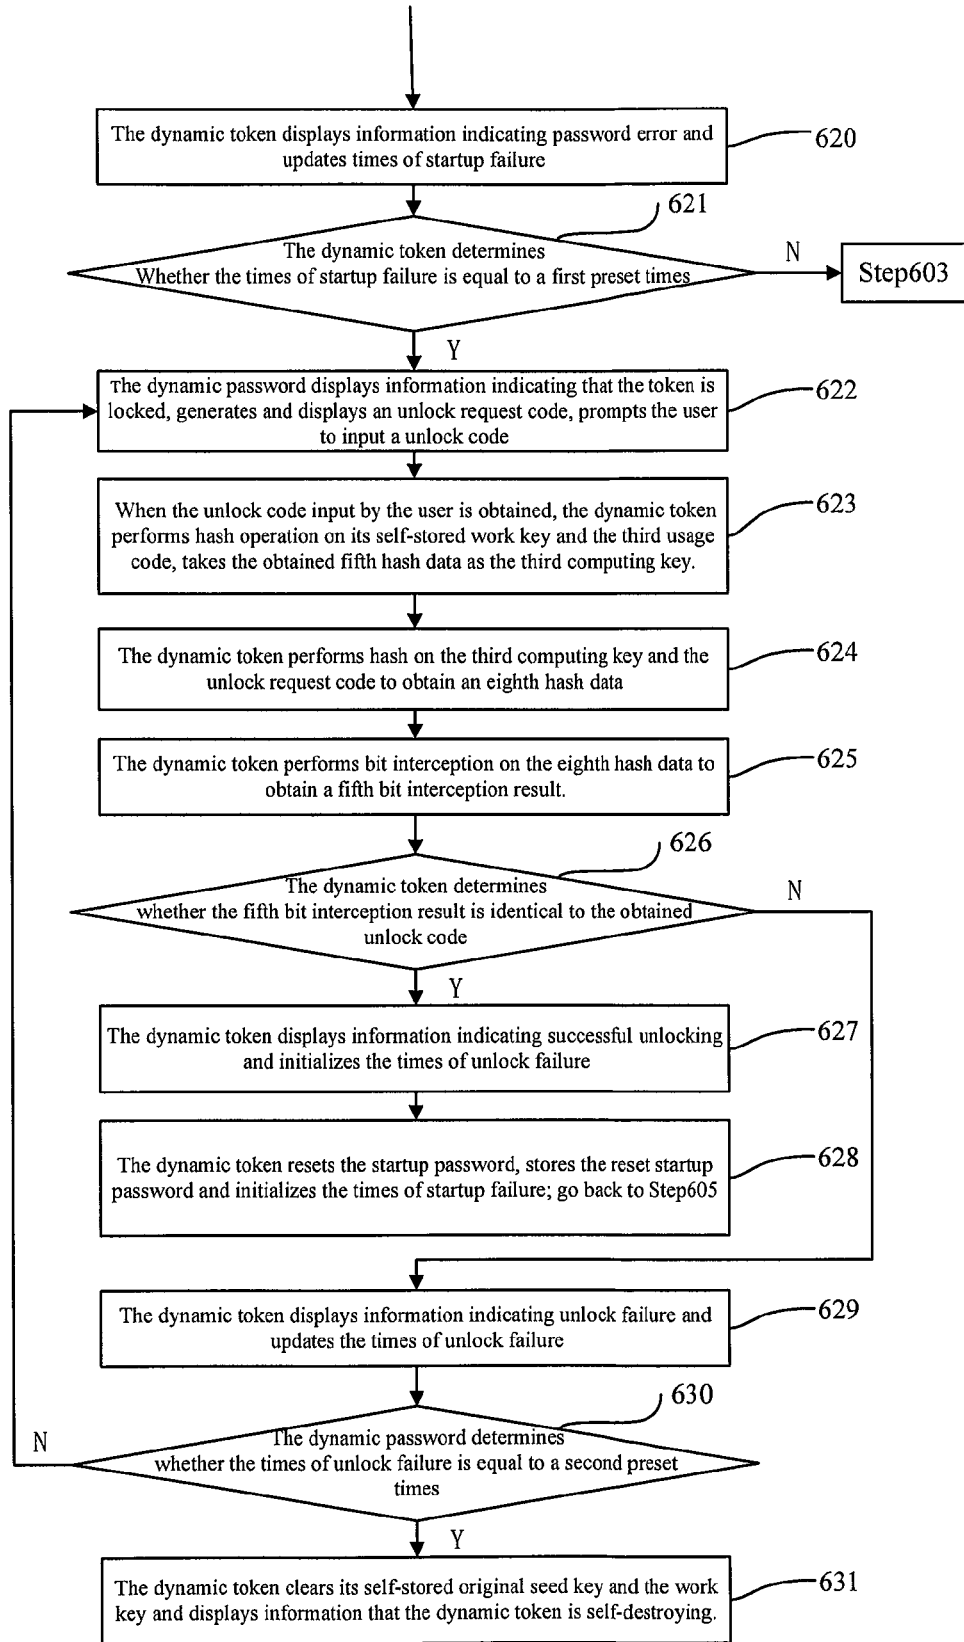 The dynamic token displays information indicating password error and
updates times of startup failure
620
621
The dynamic token determines
Whether the times of startup failure is equal to a first preset times
N
Step603
Y
The dynamic password displays information indicating that the token is
locked, generates and displays an unlock request code, prompts the user
to input a unlock code
622
When the unlock code input by the user is obtained, the dynamic token
performs hash operation on its self-stored work key and the third usage
code, takes the obtained fifth hash data as the third computing key.
623
The dynamic token performs hash on the third computing key and the
unlock request code to obtain an eighth hash data
624
The dynamic token performs bit interception on the eighth hash data to
obtain a fifth bit interception result.
625
626
The dynamic token determines
whether the fifth bit interception result is identical to the obtained
unlock code
N
Y
The dynamic token displays information indicating successful unlocking
and initializes the times of unlock failure
627
The dynamic token resets the startup password, stores the reset startup
password and initializes the times of startup failure; go back to Step605
628
The dynamic token displays information indicating unlock failure and
updates the times of unlock failure
629
630
The dynamic password determines
whether the times of unlock failure is equal to a second preset
times
N
Y
The dynamic token clears its self-stored original seed key and the work
key and displays information that the dynamic token is self-destroying.
631